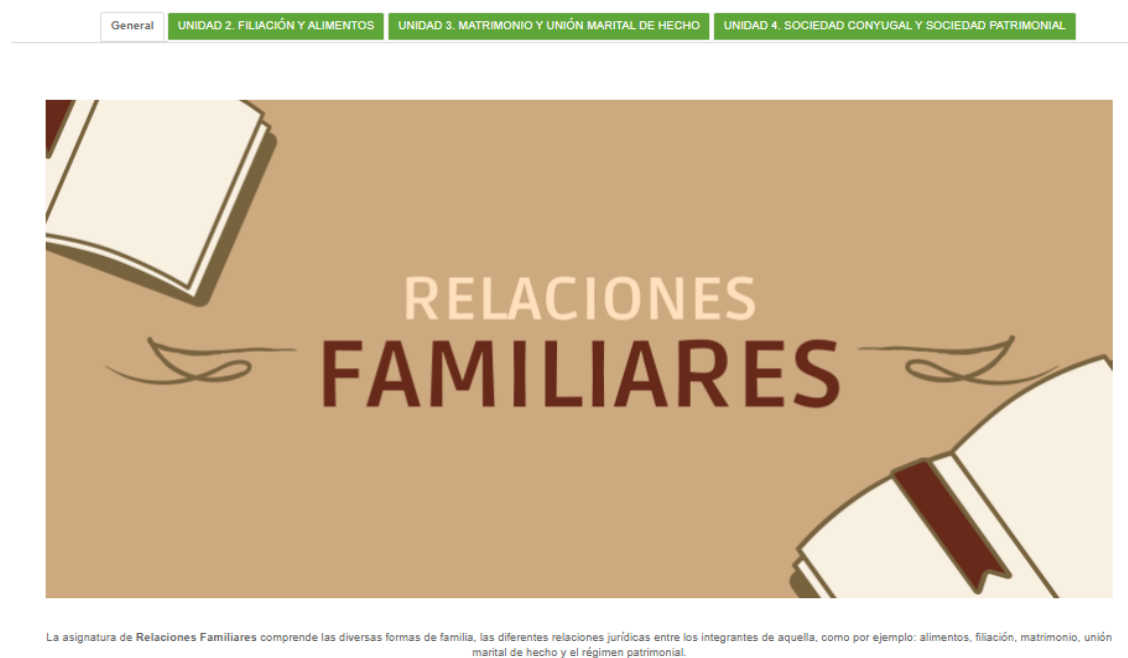 General
UNIDAD 2. FILIACIÓN Y ALIMENTOS
UNIDAD 3. MATRIMONIO Y UNIÓN MARITAL DE HECHO
UNIDAD 4. SOCIEDAD CONYUGAL Y SOCIEDAD PATRIMONIAL
RELACIONES
FAMILIARES
La asignatura de Relaciones Familiares comprende las diversas formas de familia, las diferentes relaciones jurídicas entre los integrantes de aquella, como por ejemplo: alimentos, filiación, matrimonio, unión
marital de hecho y el régimen patrimonial.